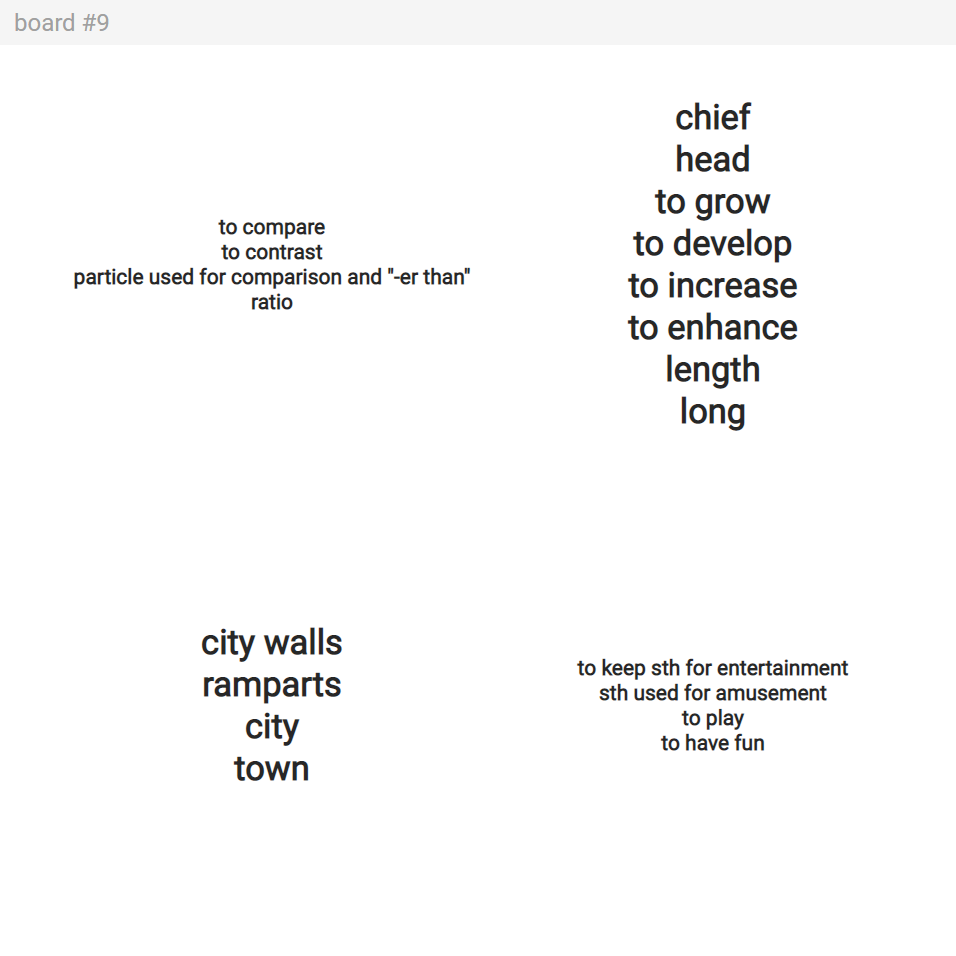 board #9
to compare
to contrast
particle used for comparison and "-er than"
ratio
chief
head
to grow
to develop
to increase
to enhance
length
long
city walls
ramparts
city
town
to keep sth for entertainment
sth used for amusement
to play
to have fun